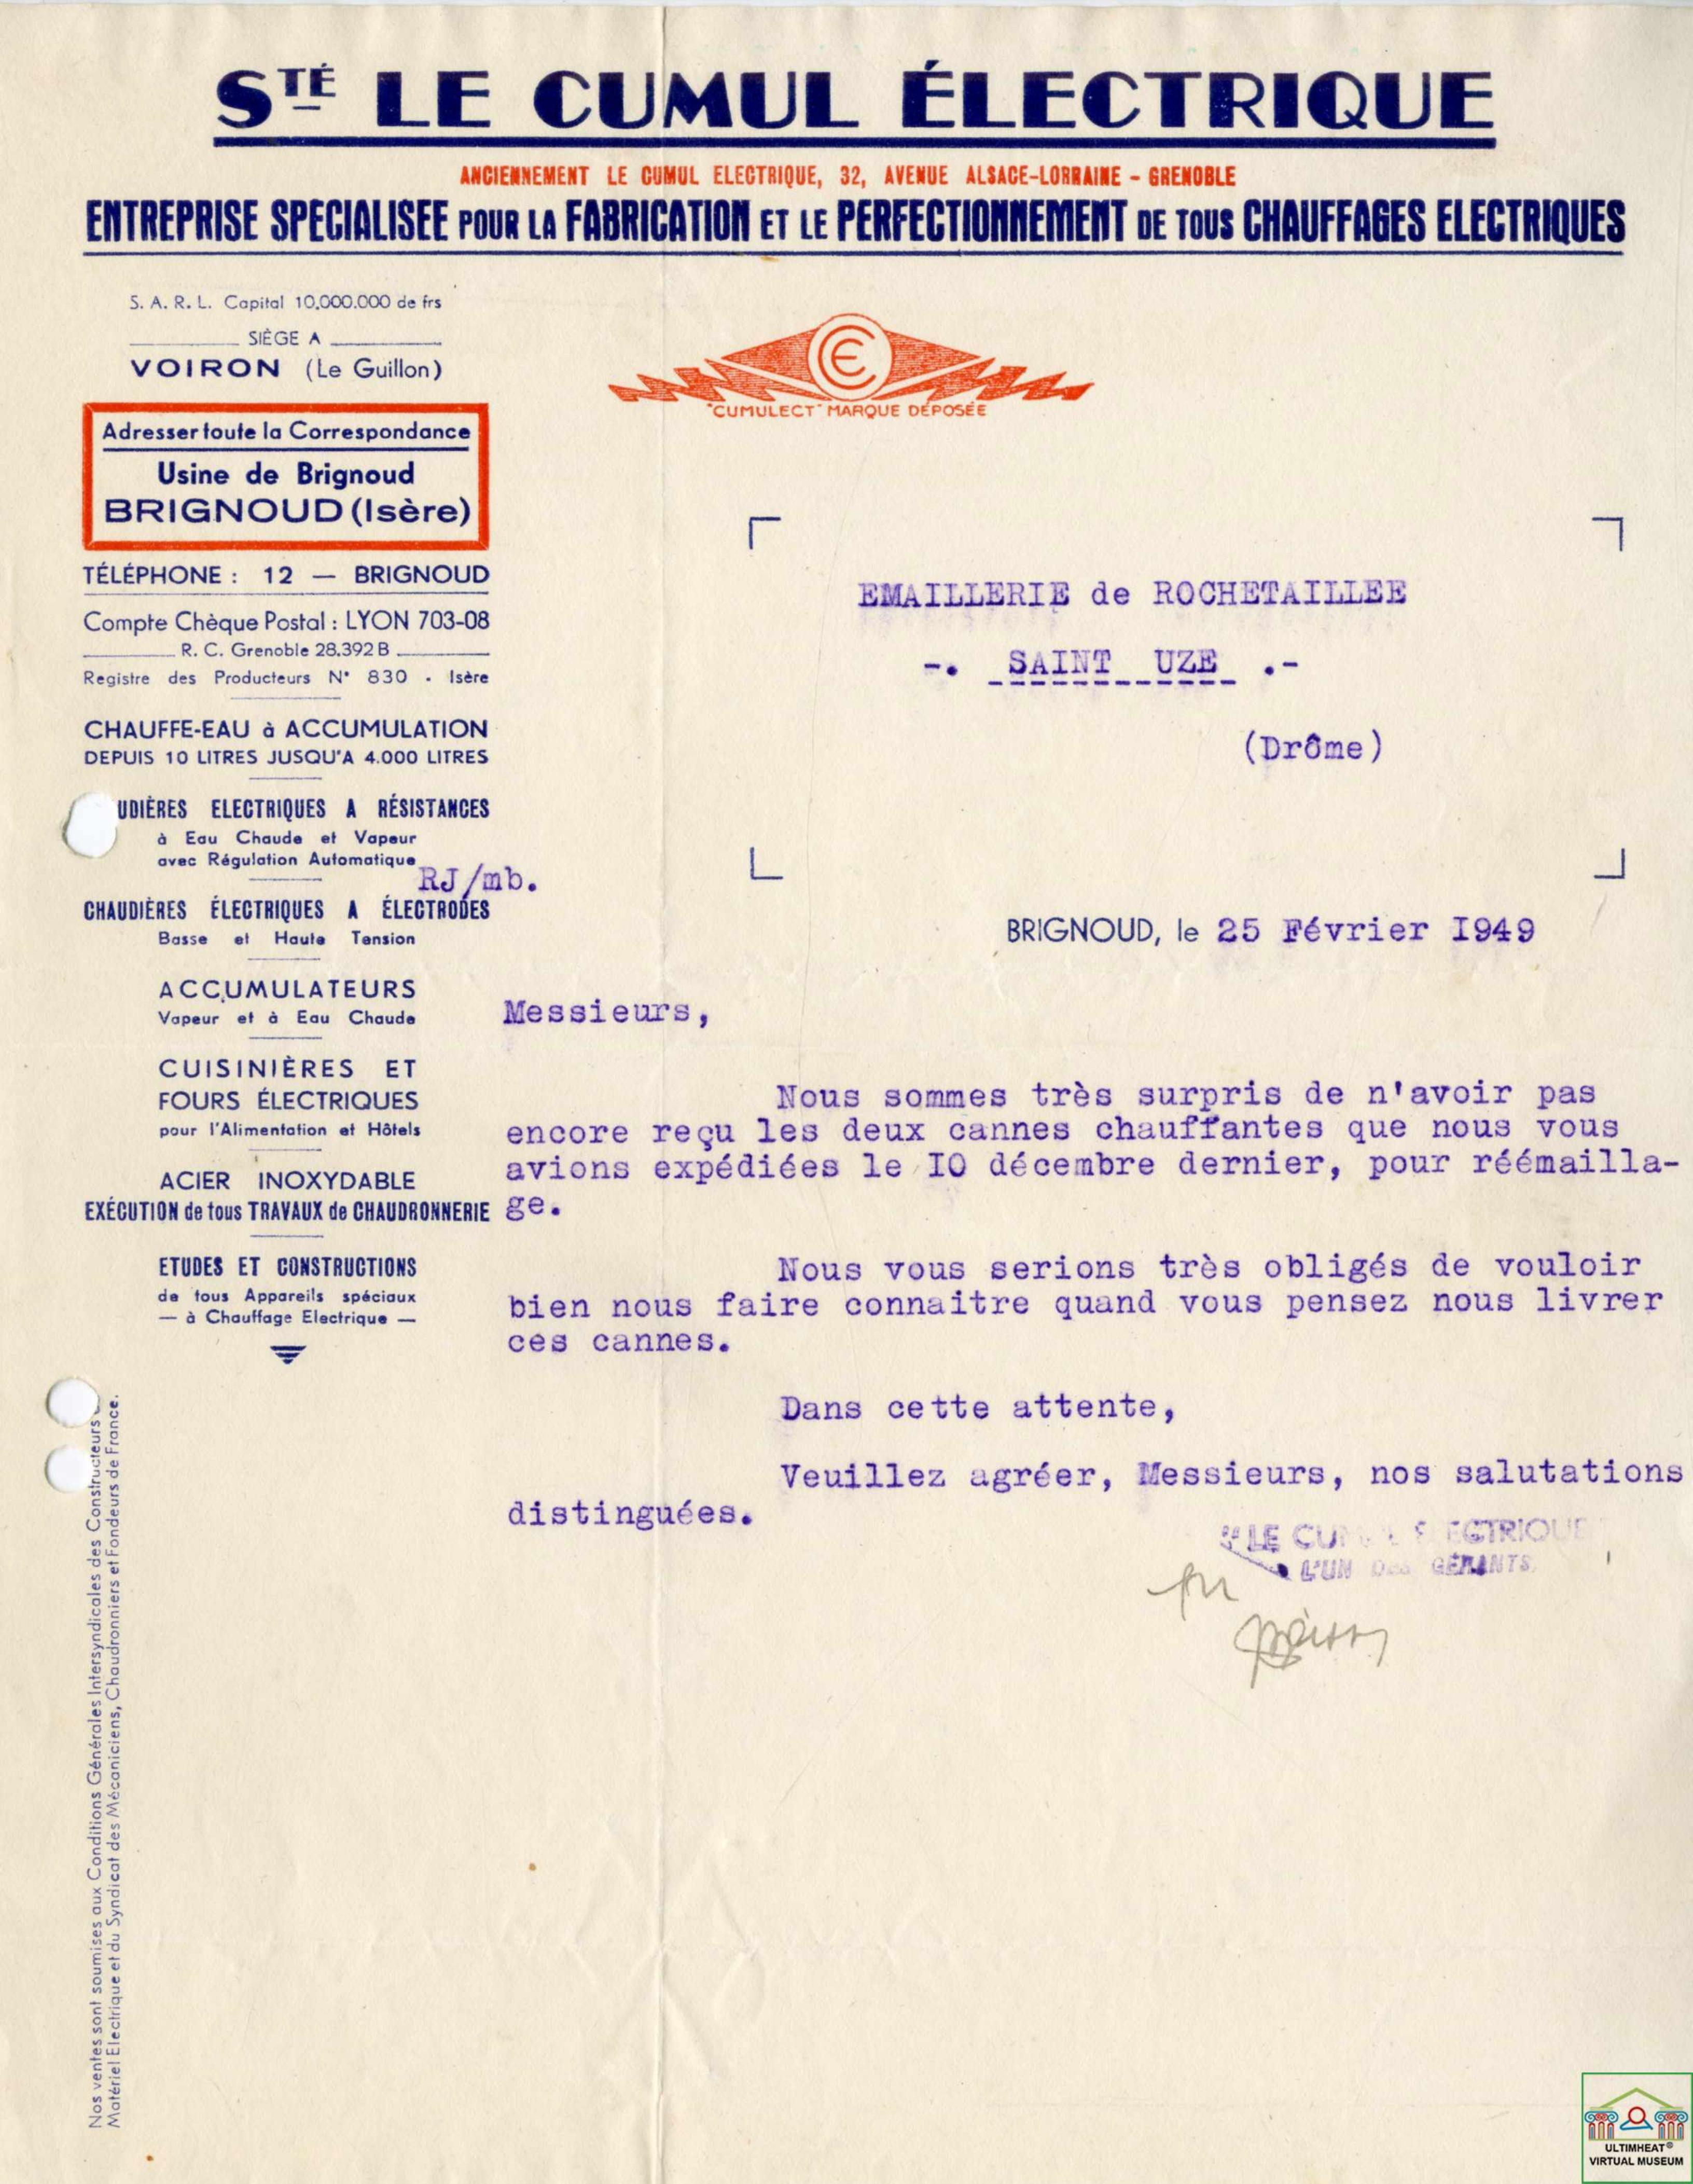 STÉ LE CUMUL ÉLECTRIQUE
ANCIENNEMENT LE CUMUL ELECTRIQUE, 32, AVENUE ALSACE-LORRAINE - GRENOBLE
ENTREPRISE SPECIALISEE POUR LA FABRICATION ET LE PERFECTIONNEMENT DE TOUS CHAUFFAGES ELECTRIQUES
S. A. R. L. Capital 10.000.000 de frs
SIÈGE A
VOIRON (Le Guillon)
CE
"CUMULECT" MARQUE DÉPOSÉE
Adresser toute la Correspondance
Usine de Brignoud
BRIGNOUD (Isère)
TÉLÉPHONE : 12 — BRIGNOUD
Compte Chèque Postal : LYON 703-08
R. C. Grenoble 28.392 B
Registre des Producteurs N° 830 - Isère
CHAUFFE-EAU à ACCUMULATION
DEPUIS 10 LITRES JUSQU'A 4.000 LITRES
UDIÈRES ELECTRIQUES A RÉSISTANCES
à Eau Chaude et Vapeur
avec Régulation Automatique
CHAUDIÈRES ÉLECTRIQUES A ÉLECTRODES
Basse et Haute Tension
ACCUMULATEURS
Vapeur et à Eau Chaude
CUISINIÈRES ET
FOURS ÉLECTRIQUES
pour l'Alimentation et Hôtels
ACIER INOXYDABLE
EXÉCUTION de tous TRAVAUX de CHAUDRONNERIE
ETUDES ET CONSTRUCTIONS
de tous Appareils spéciaux
— à Chauffage Electrique —
Nos ventes sont soumises aux Conditions Générales Intersyndicales des Constructeurs
Matériel Electrique et du Syndicat des Mécaniciens, Chaudronniers et Fondeurs de France.
EMAILLERIE de ROCHETAILLEE
-. SAINT UZE .-
(Drôme)
RJ/mb.
BRIGNOUD, le 25 Février I949
Messieurs,
Nous sommes très surpris de n'avoir pas
encore reçu les deux cannes chauffantes que nous vous
avions expédiées le IO décembre dernier, pour réémailla-
ge.
Nous vous serions très obligés de vouloir
bien nous faire connaitre quand vous pensez nous livrer
ces cannes.
Dans cette attente,
Veuillez agréer, Messieurs, nos salutations
distinguées.
LE CUMUL ELECTRIQUE
L'UN DES GÉRANTS
ULTIMHEAT®
VIRTUAL MUSEUM